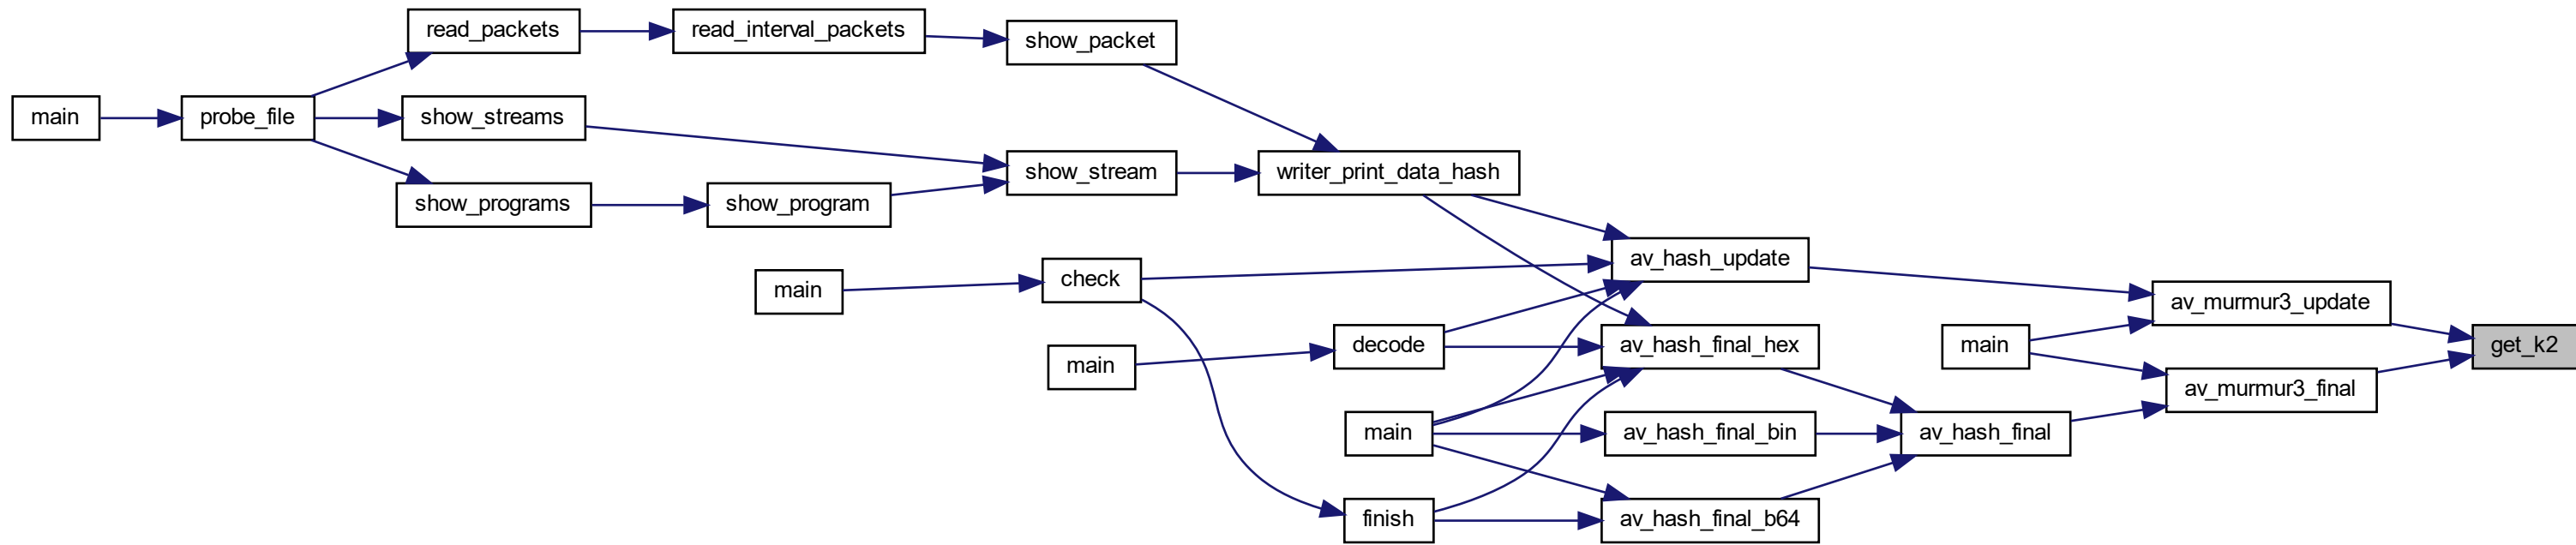 read_packets
read_interval_packets
show_packet
main
probe_file
show_streams
show_stream
writer_print_data_hash
show_programs
show_program
av_hash_update
main
check
av_murmur3_update
main
decode
av_hash_final_hex
main
get_k2
av_murmur3_final
main
av_hash_final_bin
av_hash_final
finish
av_hash_final_b64